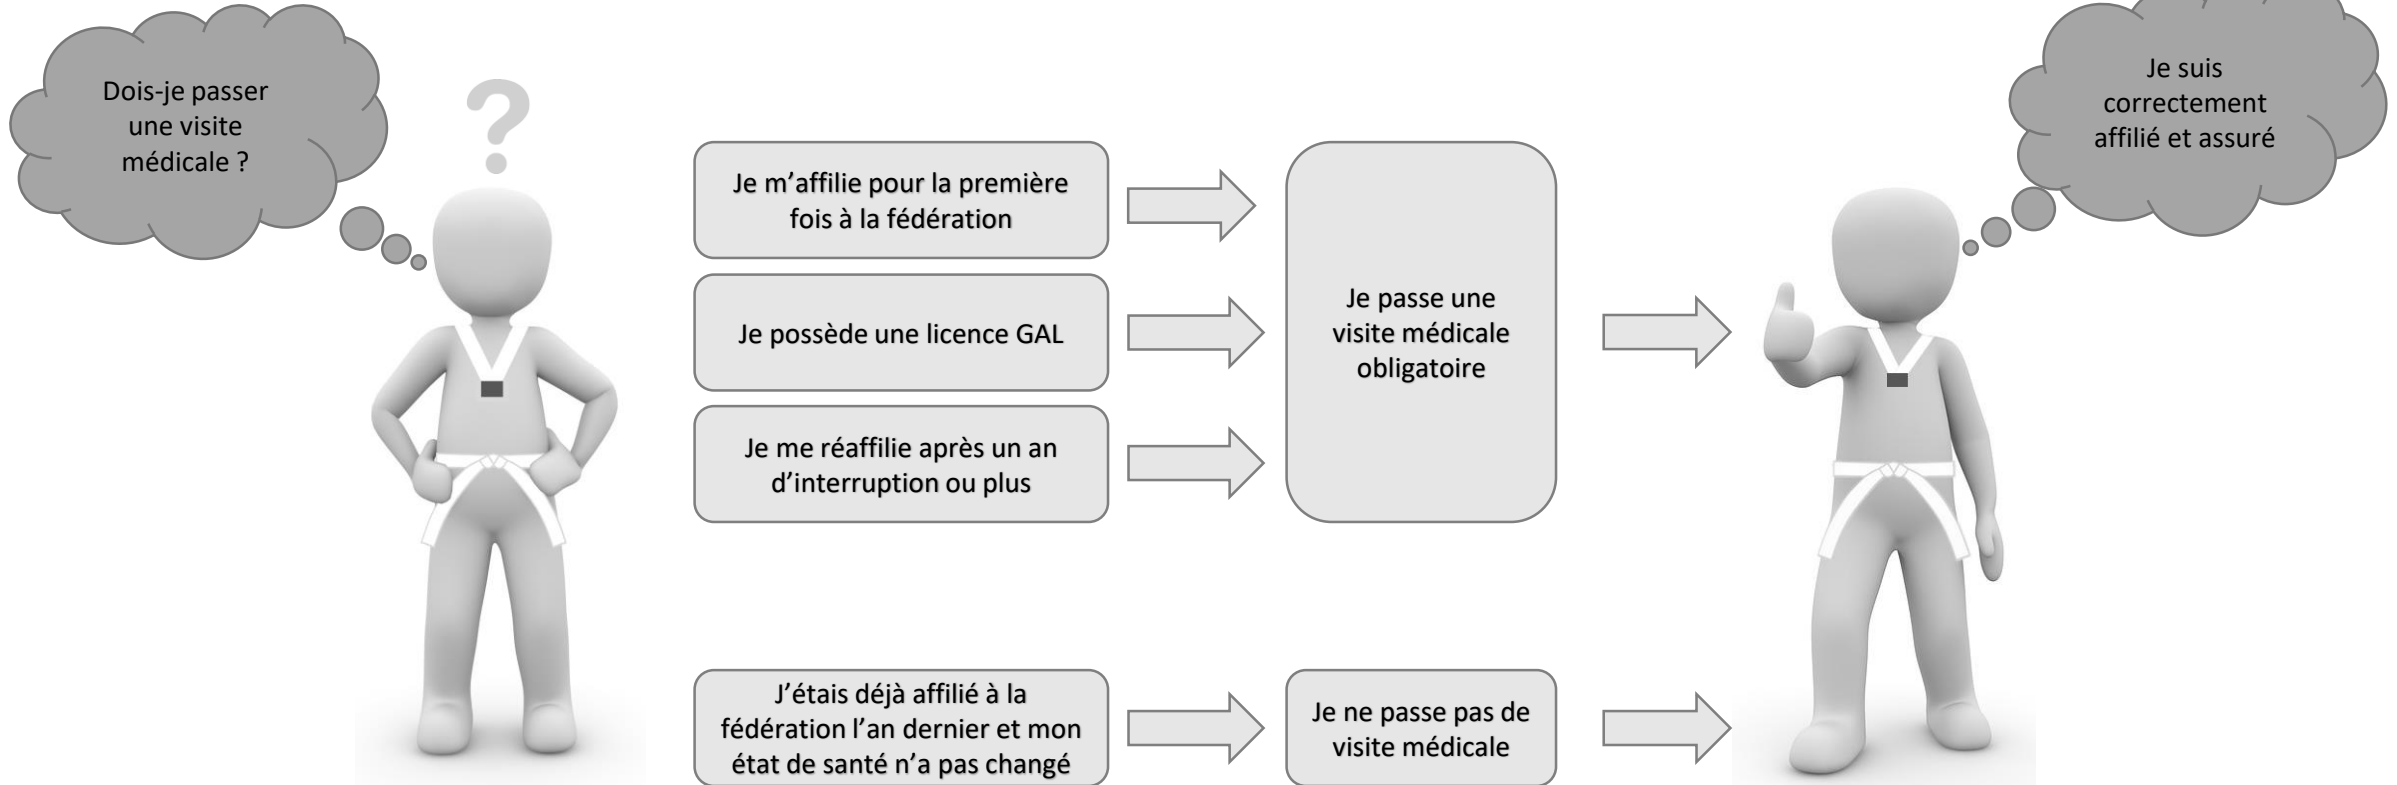 Dois-je passer
une visite
médicale ?
?
Je m’affilie pour la première
fois à la fédération
Je possède une licence GAL
Je me réaffilie après un an
d’interruption ou plus
Je passe une
visite médicale
obligatoire
J’étais déjà affilié à la
fédération l’an dernier et mon
état de santé n’a pas changé
Je ne passe pas de
visite médicale
Je suis
correctement
affilié et assuré